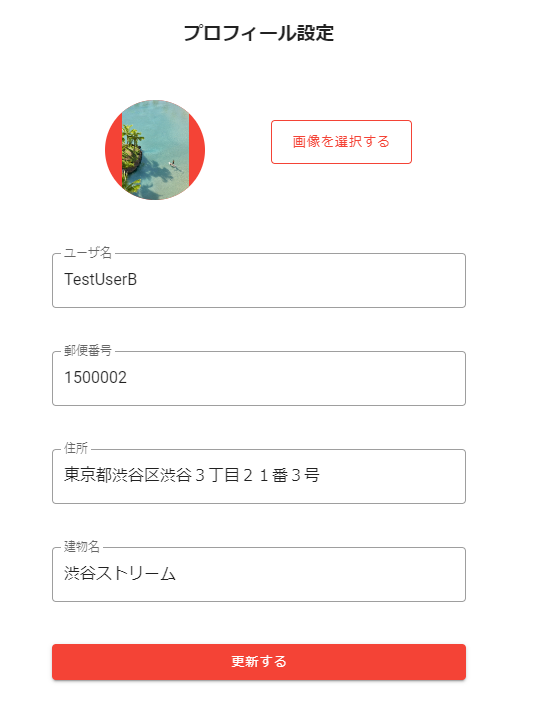 プロフィール設定
画像を選択する
ユーザ名
TestUserB
郵便番号
1500002
住所
東京都渋谷区渋谷３丁目２１番３号
建物名
渋谷ストリーム
更新する